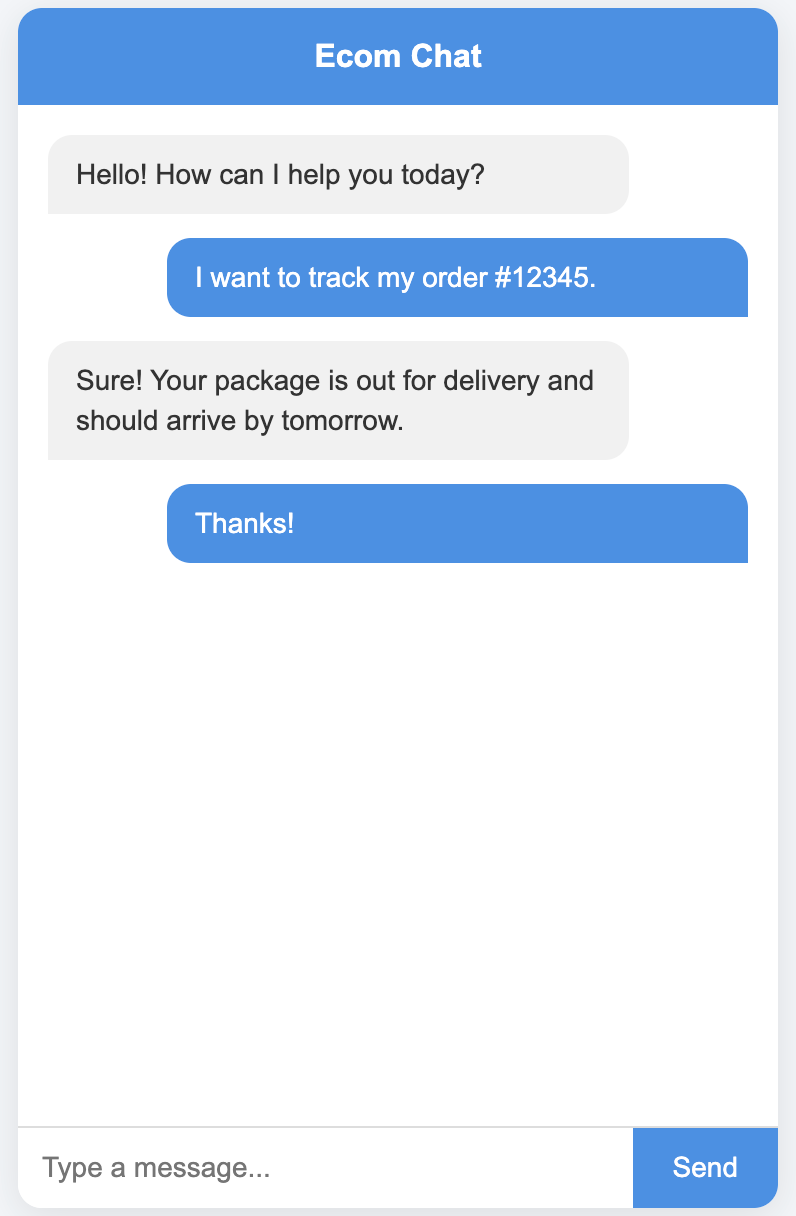 Ecom Chat
Hello! How can I help you today?
I want to track my order #12345.
Sure! Your package is out for delivery and
should arrive by tomorrow.
Thanks!
Type a message...
Send